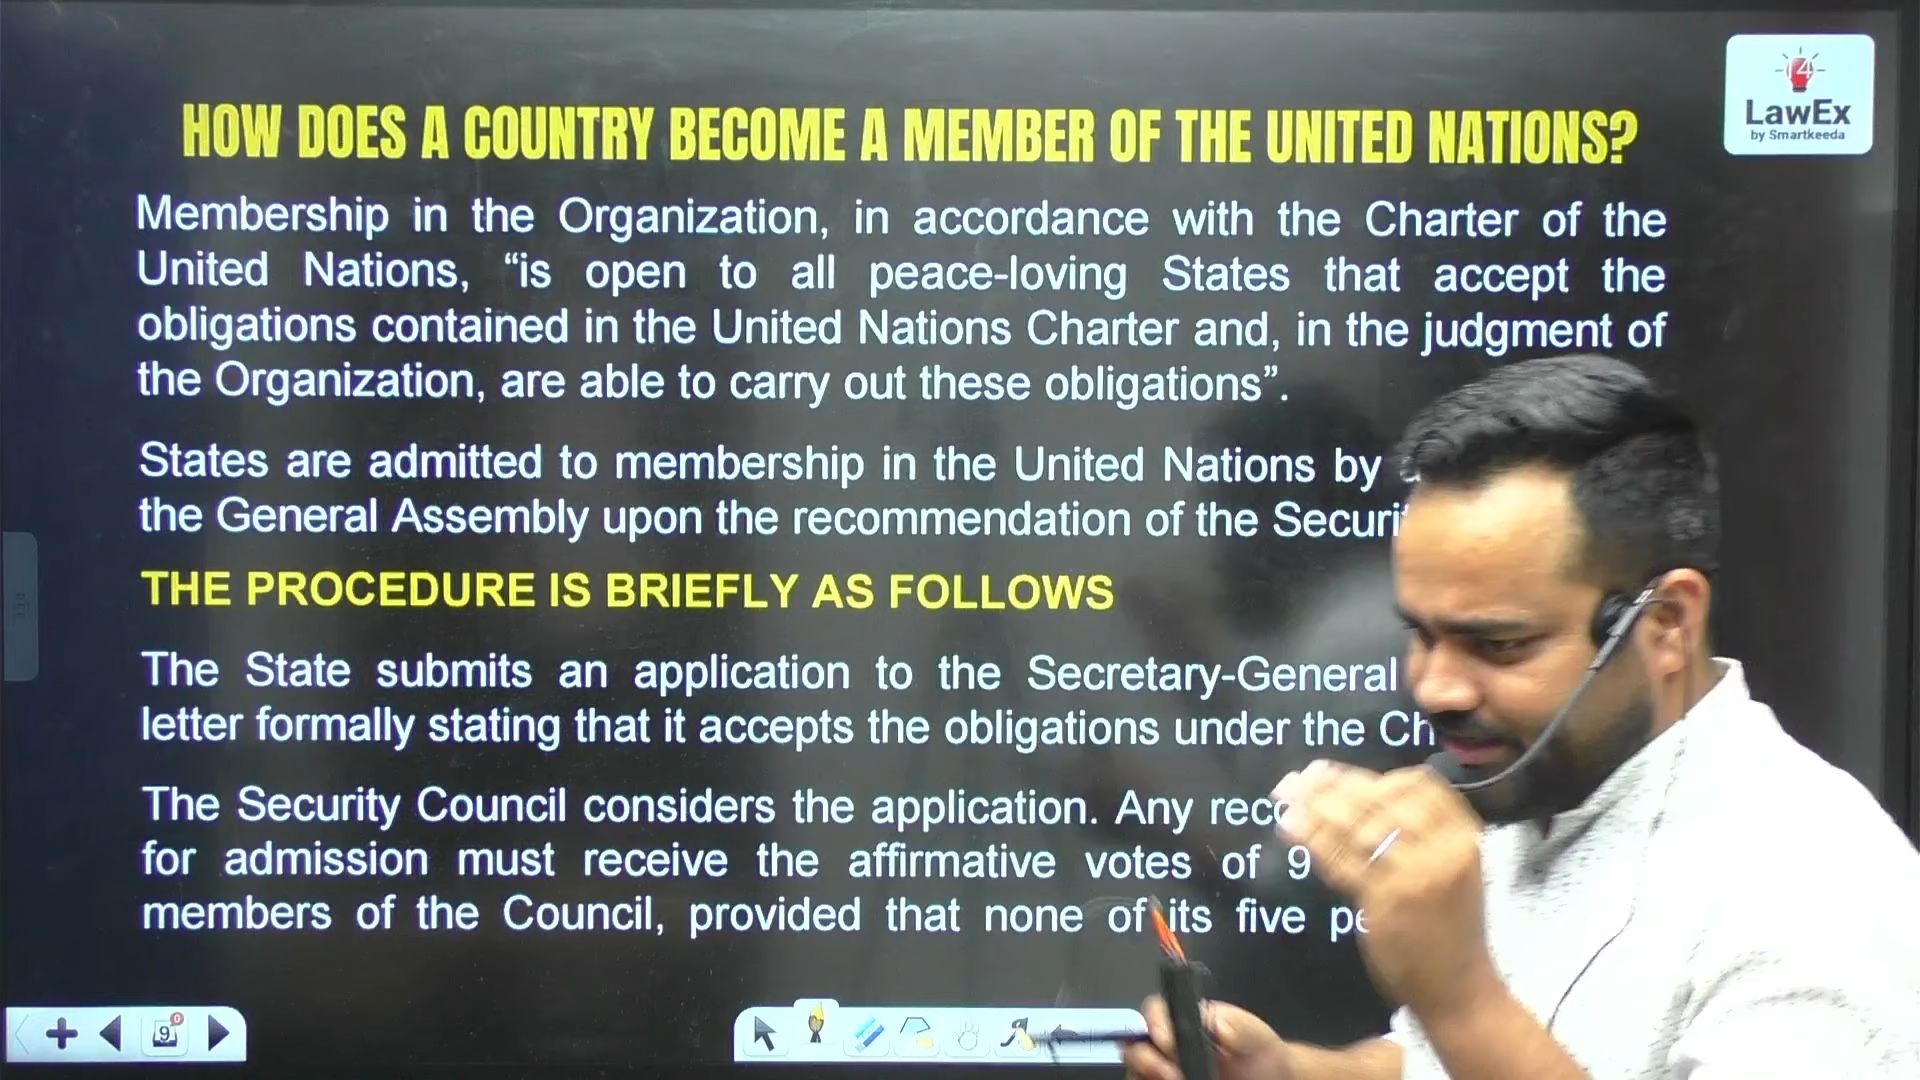 HOW DOES A COUNTRY BECOME A MEMBER OF THE UNITED NATIONS?
LawEx
by Smartkeeda
Membership in the Organization, in accordance with the Charter of the
United Nations, “is open to all peace-loving States that accept the
obligations contained in the United Nations Charter and, in the judgment of
the Organization, are able to carry out these obligations”.
States are admitted to membership in the United Nations by
the General Assembly upon the recommendation of the
THE PROCEDURE IS BRIEFLY AS FOLLOWS
The State submits an application to the Secretary-General
letter formally stating that it accepts the obligations under the
The Security Council considers the application. Any
for admission must receive the affirmative votes of 9
members of the Council, provided that none of its five
9